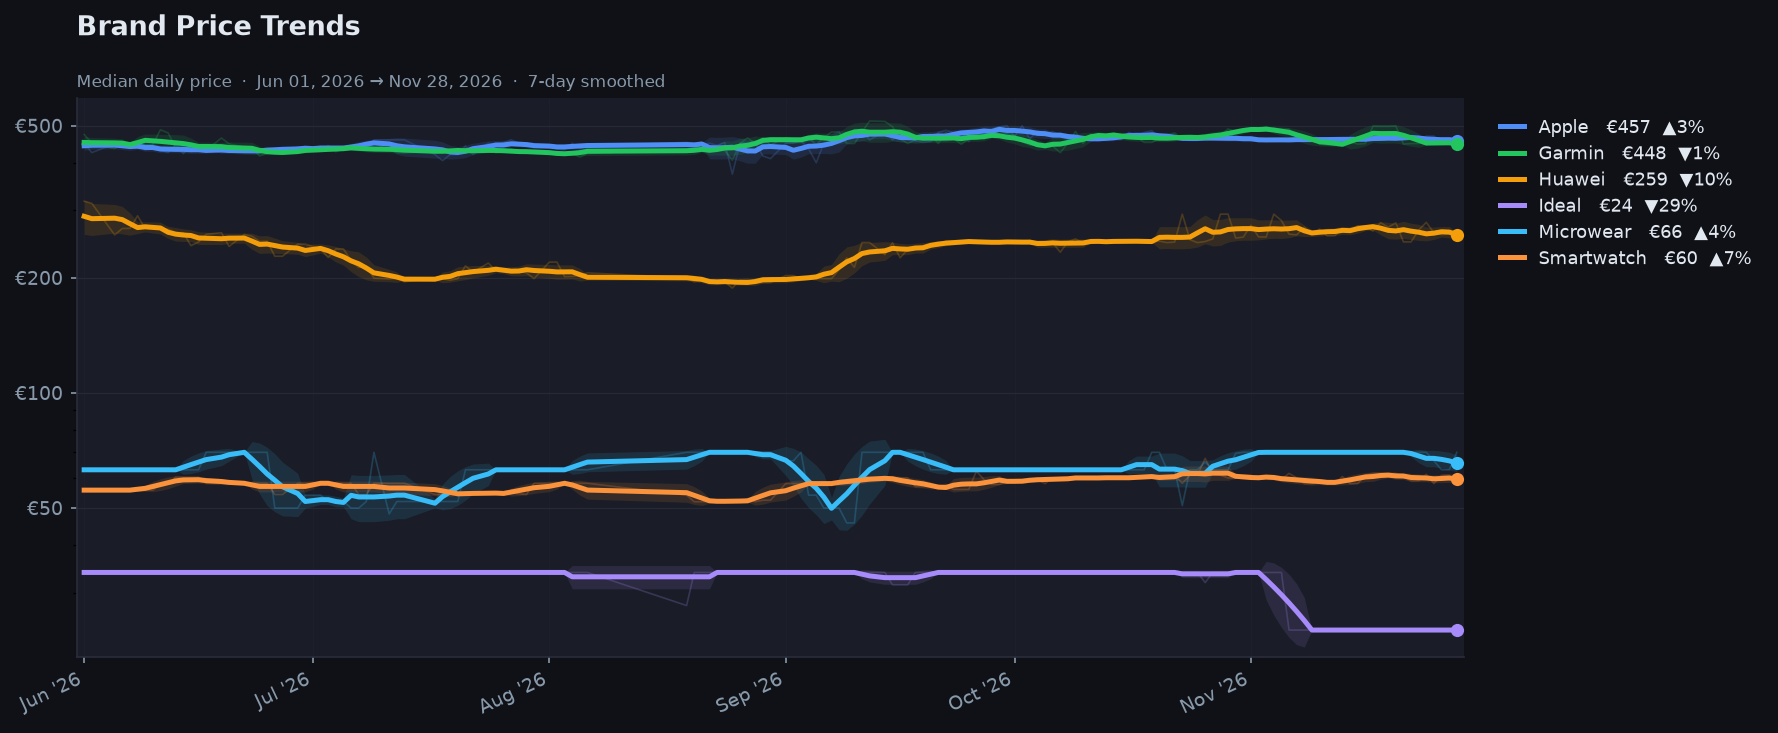 Brand Price Trends
Median daily price · Jun 01, 2026 → Nov 28, 2026 · 7-day smoothed
€500
€200
€100
€50
Jun '26
Jul '26
Aug '26
Sep '26
Oct '26
Nov '26
Apple €457 ▲3%
Garmin €448 ▼1%
Huawei €259 ▼10%
Ideal €24 ▼29%
Microwear €66 ▲4%
Smartwatch €60 ▲7%